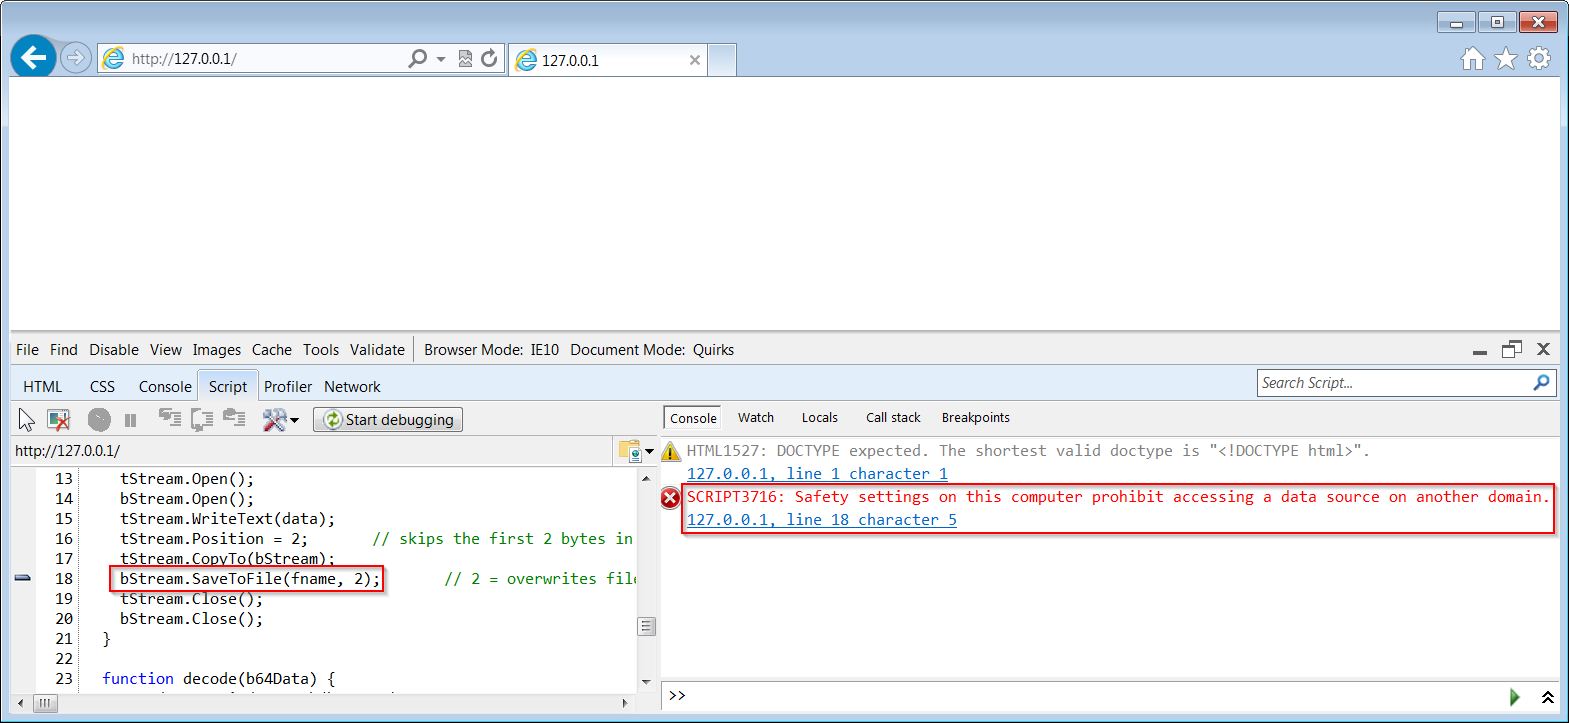 http://127.0.0.1/
127.0.0.1
File Find Disable View Images Cache Tools Validate Browser Mode: IE10 Document Mode: Quirks
HTML CSS Console Script Profiler Network
Search Script...
Start debugging
Console Watch Locals Call stack Breakpoints
http://127.0.0.1/
13 tStream.Open();
14 bStream.Open();
15 tStream.WriteText(data);
16 tStream.Position = 2; // skips the first 2 bytes in
17 tStream.CopyTo(bStream);
18 bStream.SaveToFile(fname, 2); // 2 = overwrites file
19 tStream.Close();
20 bStream.Close();
21 }
22
23 function decode(b64Data) {
HTML1527: DOCTYPE expected. The shortest valid doctype is "<!DOCTYPE html>".
127.0.0.1, line 1 character 1
SCRIPT3716: Safety settings on this computer prohibit accessing a data source on another domain.
127.0.0.1, line 18 character 5
>>